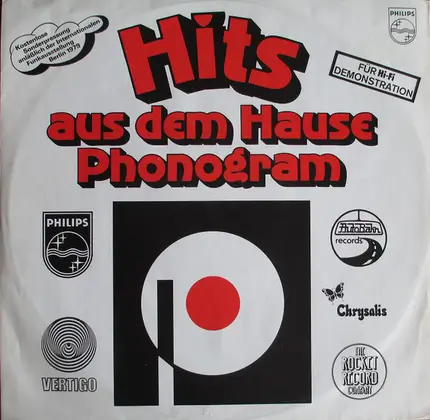 Kostenlose
Sonderpressung
anläßlich der Internationalen
Funkausstellung
Berlin 1979
PHILIPS
Hits
FÜR Hi-Fi
DEMONSTRATION
aus dem Hause
Phonogram
PHILIPS
Autobahn
records
Chrysalis
VERTIGO
THE
ROCKET
RECORD
COMPANY